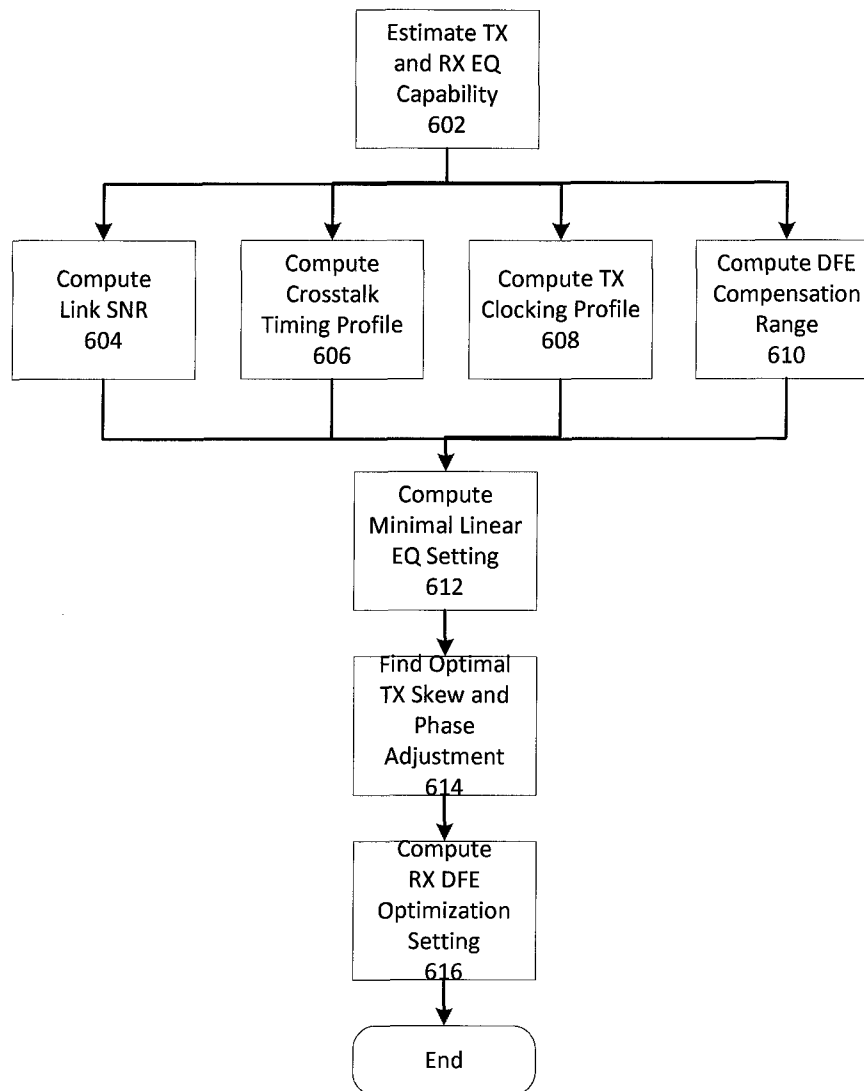 Estimate TX
and RX EQ
Capability
602
Compute
Link SNR
604
Compute
Crosstalk
Timing Profile
606
Compute TX
Clocking Profile
608
Compute DFE
Compensation
Range
610
Compute
Minimal Linear
EQ Setting
612
Find Optimal
TX Skew and
Phase
Adjustment
614
Compute
RX DFE
Optimization
Setting
616
End